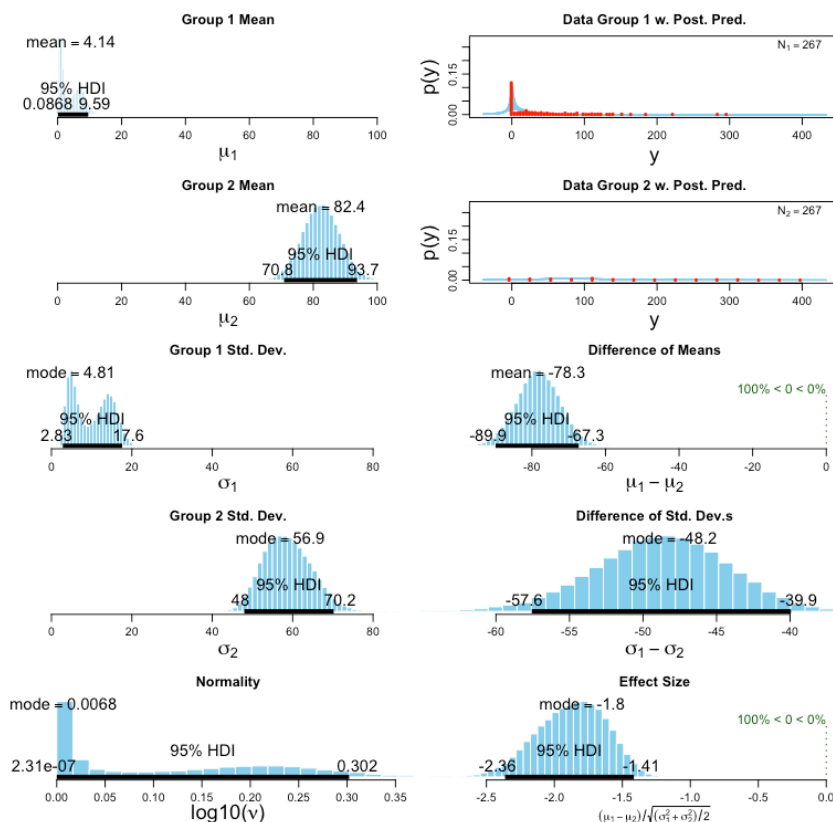 Group 1 Mean
mean = 4.14
95% HDI
0.0868 9.59
0 20 40 60 80 100
μ₁
Data Group 1 w. Post. Pred.
N₁ = 267
p(y)
0.00 0.15
0 100 200 300 400
y
Group 2 Mean
mean = 82.4
95% HDI
70.8 93.7
0 20 40 60 80 100
μ₂
Data Group 2 w. Post. Pred.
N₂ = 267
p(y)
0.00 0.15
0 100 200 300 400
y
Group 1 Std. Dev.
mode = 4.81
95% HDI
2.83 17.6
0 20 40 60 80
σ₁
Difference of Means
mean = -78.3
100% < 0 < 0%
95% HDI
-89.9 -67.3
-80 -60 -40 -20 0
μ₁ − μ₂
Group 2 Std. Dev.
mode = 56.9
95% HDI
48 70.2
0 20 40 60 80
σ₂
Difference of Std. Dev.s
mode = -48.2
95% HDI
-57.6 -39.9
-60 -55 -50 -45 -40
σ₁ − σ₂
Normality
mode = 0.0068
95% HDI
2.31e-07 0.302
0.00 0.05 0.10 0.15 0.20 0.25 0.30 0.35
log10(ν)
Effect Size
mode = -1.8
100% < 0 < 0%
95% HDI
-2.36 -1.41
-2.5 -2.0 -1.5 -1.0 -0.5 0.0
(μ₁ − μ₂)/√(σ₁² + σ₂²)/2